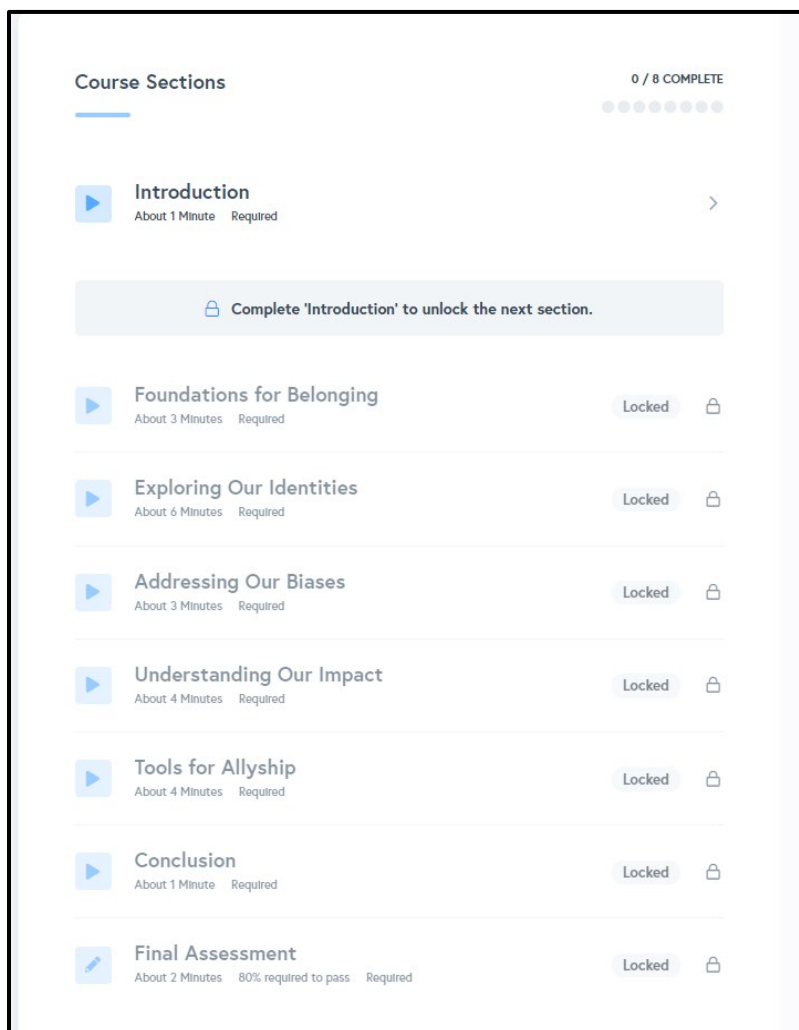 Course Sections
0 / 8 COMPLETE
Introduction
About 1 Minute Required
Complete 'Introduction' to unlock the next section.
Foundations for Belonging
About 3 Minutes Required
Locked
Exploring Our Identities
About 6 Minutes Required
Locked
Addressing Our Biases
About 3 Minutes Required
Locked
Understanding Our Impact
About 4 Minutes Required
Locked
Tools for Allyship
About 4 Minutes Required
Locked
Conclusion
About 1 Minute Required
Locked
Final Assessment
About 2 Minutes 80% required to pass Required
Locked